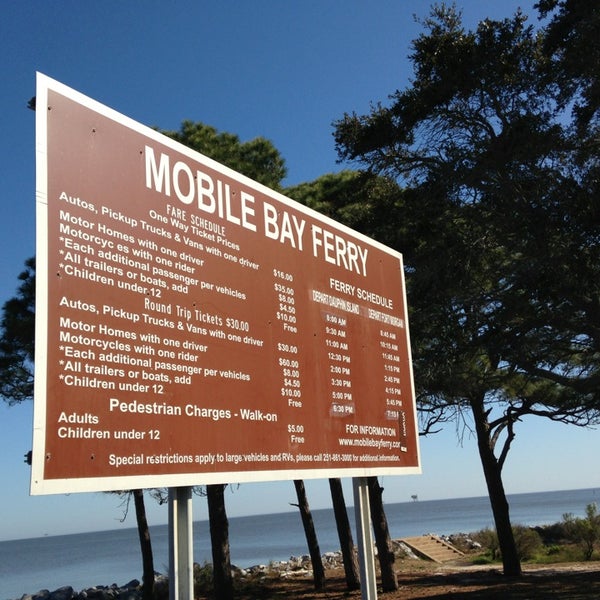 MOBILE BAY FERRY
FARE SCHEDULE
One Way Ticket Prices
Autos, Pickup Trucks & Vans with one driver $16.00
Motor Homes with one driver $35.00
Motorcyc es with one rider $8.00
*Each additional passenger per vehicles $4.50
*All trailers or boats, add $10.00
*Children under 12 Free
Round Trip Tickets $30.00
Autos, Pickup Trucks & Vans with one driver $30.00
Motor Homes with one driver $60.00
Motorcycles with one rider $8.00
*Each additional passenger per vehicles $4.50
*All trailers or boats, add $10.00
*Children under 12 Free
Pedestrian Charges - Walk-on
Adults $5.00
Children under 12 Free
FERRY SCHEDULE
DEPART DAUPHIN ISLAND DEPART FORT MORGAN
8:00 AM 8:45 AM
9:30 AM 10:15 AM
11:00 AM 11:45 AM
12:30 PM 1:15 PM
2:00 PM 2:45 PM
3:30 PM 4:15 PM
5:00 PM 5:45 PM
6:30 PM
FOR INFORMATION
www.mobilebayferry.com
Special restrictions apply to large vehicles and RVs, please call 251-861-3000 for additional information.